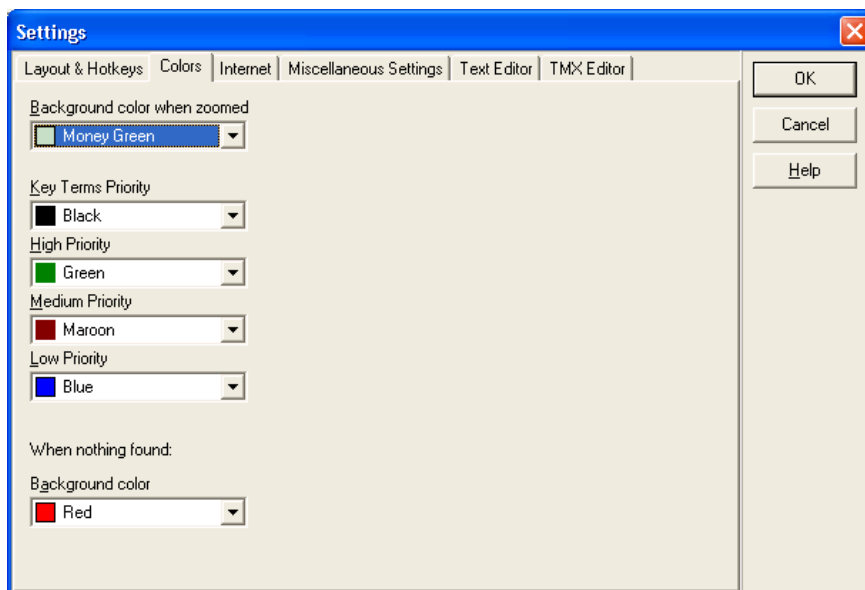 Settings
Layout & Hotkeys Colors Internet Miscellaneous Settings Text Editor TMX Editor
OK
Cancel
Help
Background color when zoomed
Money Green
Key Terms Priority
Black
High Priority
Green
Medium Priority
Maroon
Low Priority
Blue
When nothing found:
Background color
Red